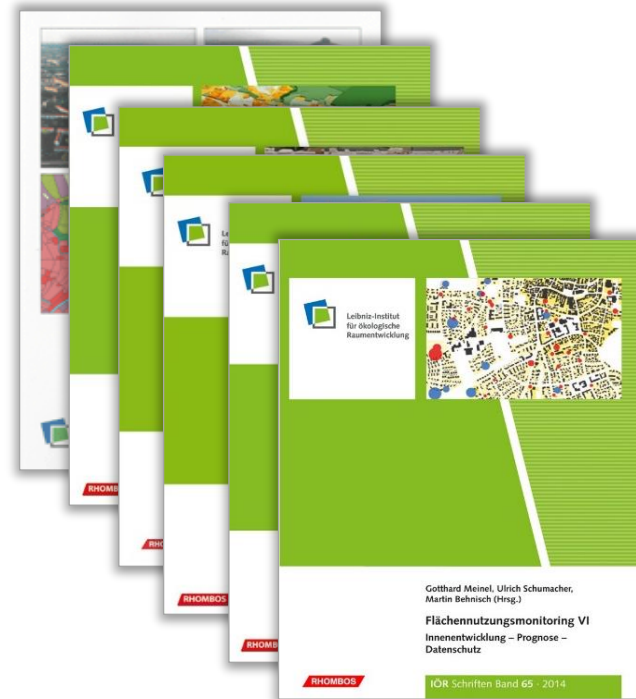 Leibniz-Institut
für ökologische
Raumentwicklung
Gotthard Meinel, Ulrich Schumacher,
Martin Behnisch (Hrsg.)
Flächennutzungsmonitoring VI
Innenentwicklung – Prognose –
Datenschutz
RHOMBOS
IÖR Schriften Band 65 · 2014
RHOMBOS